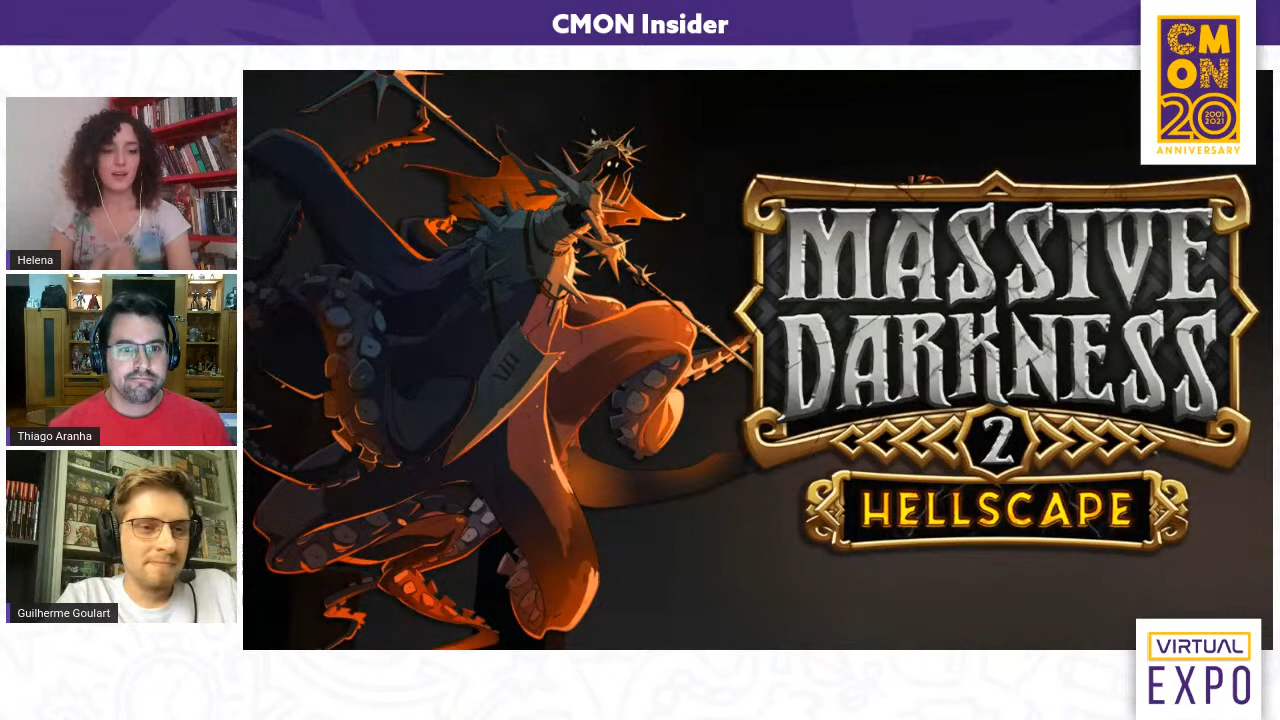 CMON Insider
CM
ON
20
2001
2021
ANNIVERSARY
Helena
Thiago Aranha
Guilherme Goulart
VII
MASSIVE
DARKNESS
2
HELLSCAPE
VIRTUAL
EXPO